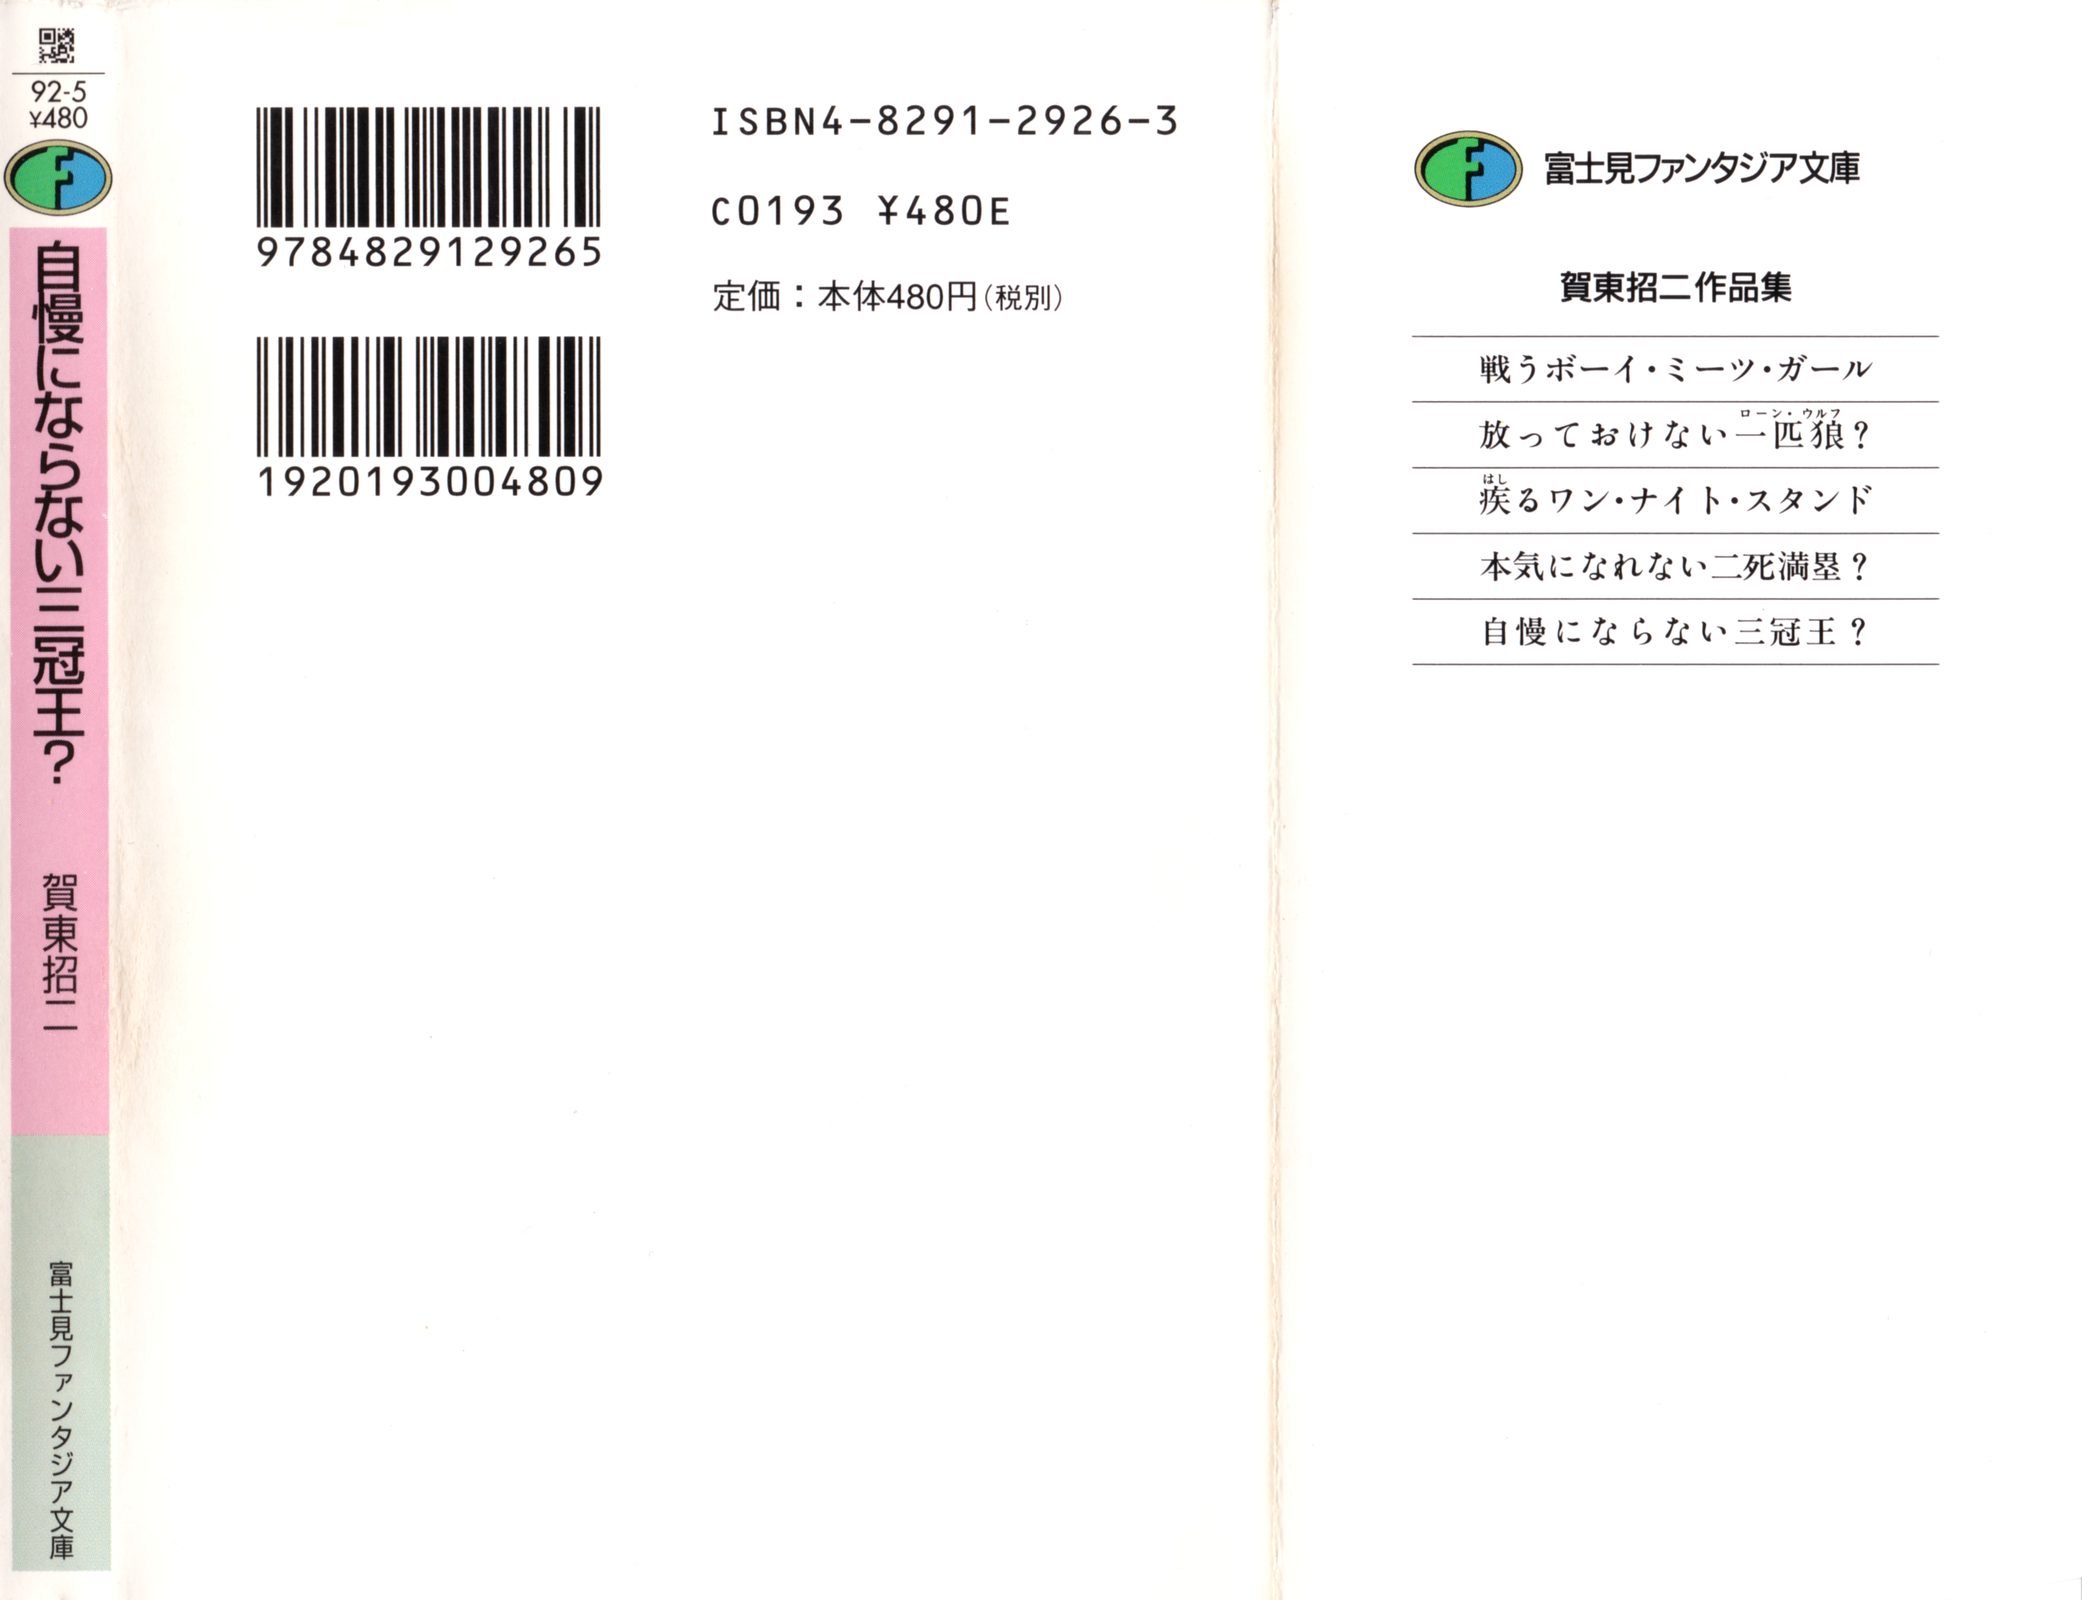 92-5
¥480
自慢にならない三冠王?
賀東招二
富士見ファンタジア文庫
9784829129265
1920193004809
ISBN4-8291-2926-3
C0193 ¥480E
定価：本体480円(税別)
富士見ファンタジア文庫
賀東招二作品集
戦うボーイ・ミーツ・ガール
ローン・ウルフ
放っておけない一匹狼？
はし
疾るワン・ナイト・スタンド
本気になれない二死満塁？
自慢にならない三冠王？